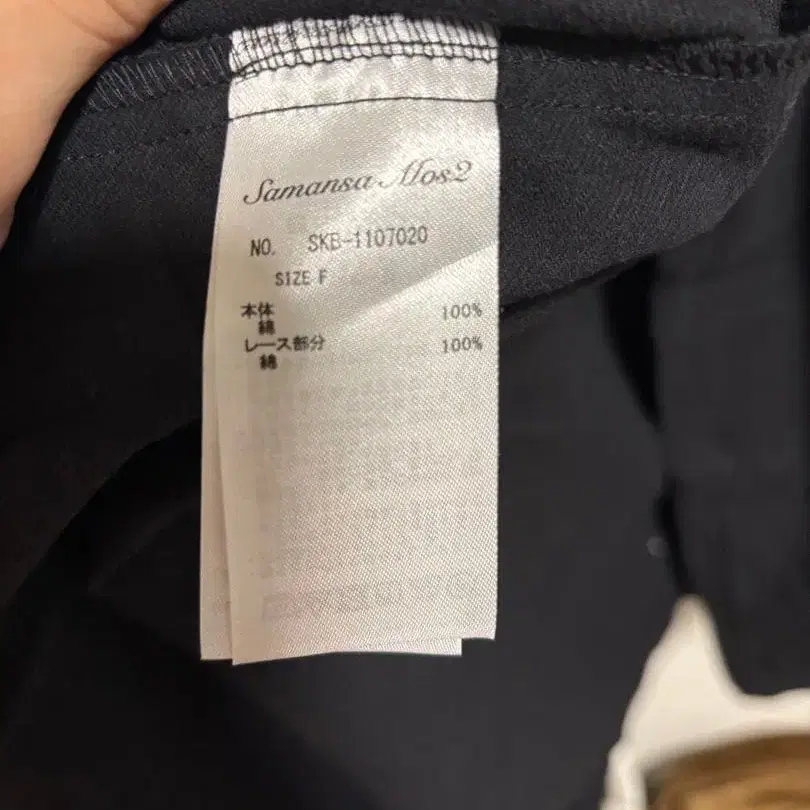 Samansa Mos2
NO. SKB-1107020
SIZE F
本体 100%
綿
レース部分 100%
綿